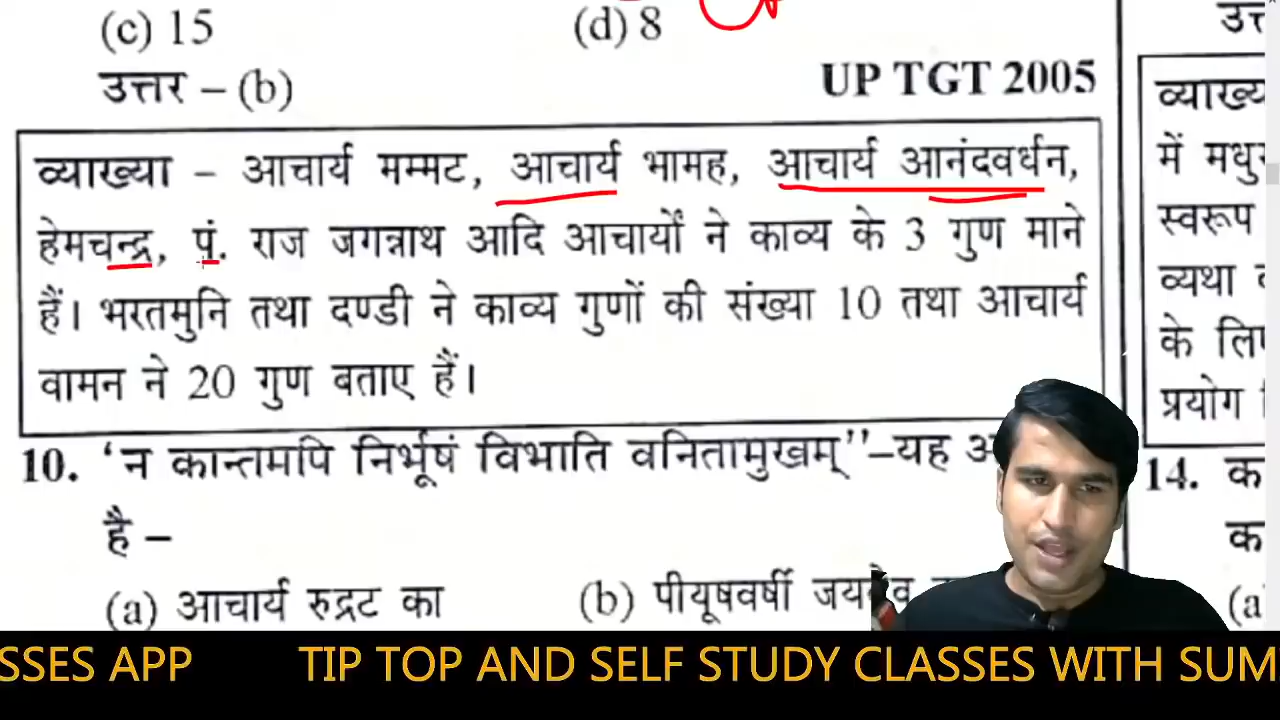 (c) 15 (d) 8
उत्तर – (b)
UP TGT 2005
व्याख्या – आचार्य मम्मट, आचार्य भामह, आचार्य आनंदवर्धन,
हेमचन्द्र, पं. राज जगन्नाथ आदि आचार्यों ने काव्य के 3 गुण माने
हैं। भरतमुनि तथा दण्डी ने काव्य गुणों की संख्या 10 तथा आचार्य
वामन ने 20 गुण बताए हैं।
10. 'न कान्तमपि निर्भूषं विभाति वनितामुखम्''–यह
है –
(a) आचार्य रुद्रट का (b) पीयूषवर्षी
में
स्वरूप
व्यथा
के
प्रयोग
14.
(a)
SSES APP TIP TOP AND SELF STUDY CLASSES WITH SUM